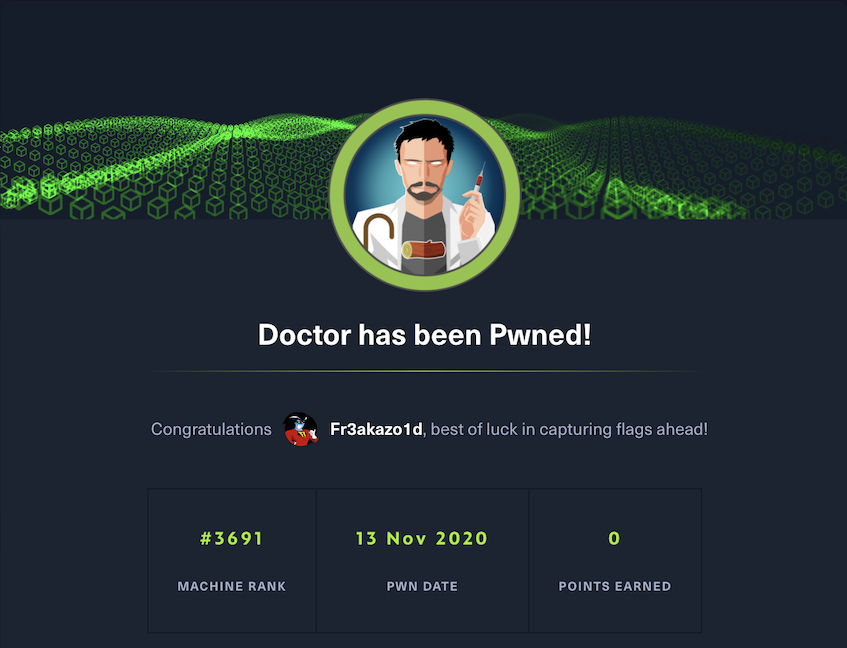 Doctor has been Pwned!
Congratulations Fr3akazo1d, best of luck in capturing flags ahead!
#3691 13 Nov 2020 0
MACHINE RANK PWN DATE POINTS EARNED